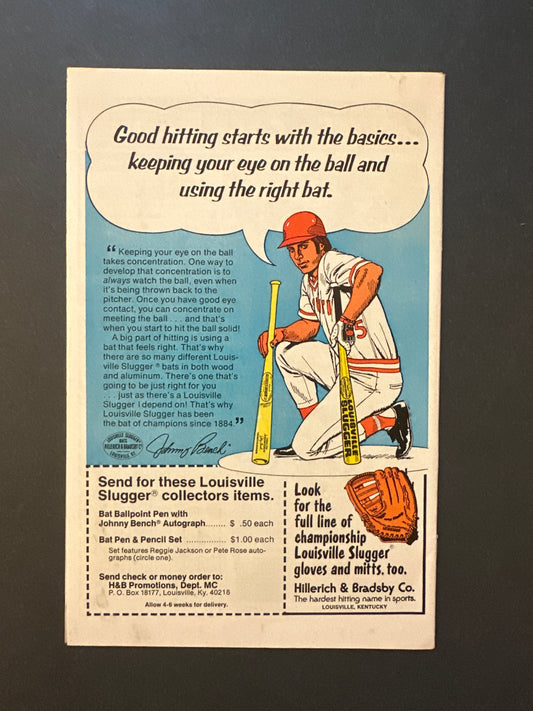 Good hitting starts with the basics...
keeping your eye on the ball and
using the right bat.
“Keeping your eye on the ball
takes concentration. One way to
develop that concentration is to
always watch the ball, even when
it's being thrown back to the
pitcher. Once you have good eye
contact, you can concentrate on
meeting the ball . . . and that's
when you start to hit the ball solid!
A big part of hitting is using a
bat that feels right. That's why
there are so many different Louis-
ville Slugger® bats in both wood
and aluminum. There's one that's
going to be just right for you
. . . just as there's a Louisville
Slugger I depend on! That's why
Louisville Slugger has been
the bat of champions since 1884.”
LOUISVILLE SLUGGER
BATS
HILLERICH & BRADSBY Co
LOUISVILLE, KY.
Johnny Bench
5
LOUISVILLE
SLUGGER
Send for these Louisville
Slugger® collectors items.
Bat Ballpoint Pen with
Johnny Bench Autograph........ $ .50 each
Bat Pen & Pencil Set ................ $1.00 each
Set features Reggie Jackson or Pete Rose auto-
graphs (circle one).
Send check or money order to:
H&B Promotions, Dept. MC
P. O. Box 18177, Louisville, Ky. 40218
Allow 4-6 weeks for delivery.
Look
for the
full line of
championship
Louisville Slugger®
gloves and mitts, too.
Hillerich & Bradsby Co.
The hardest hitting name in sports.
LOUISVILLE, KENTUCKY